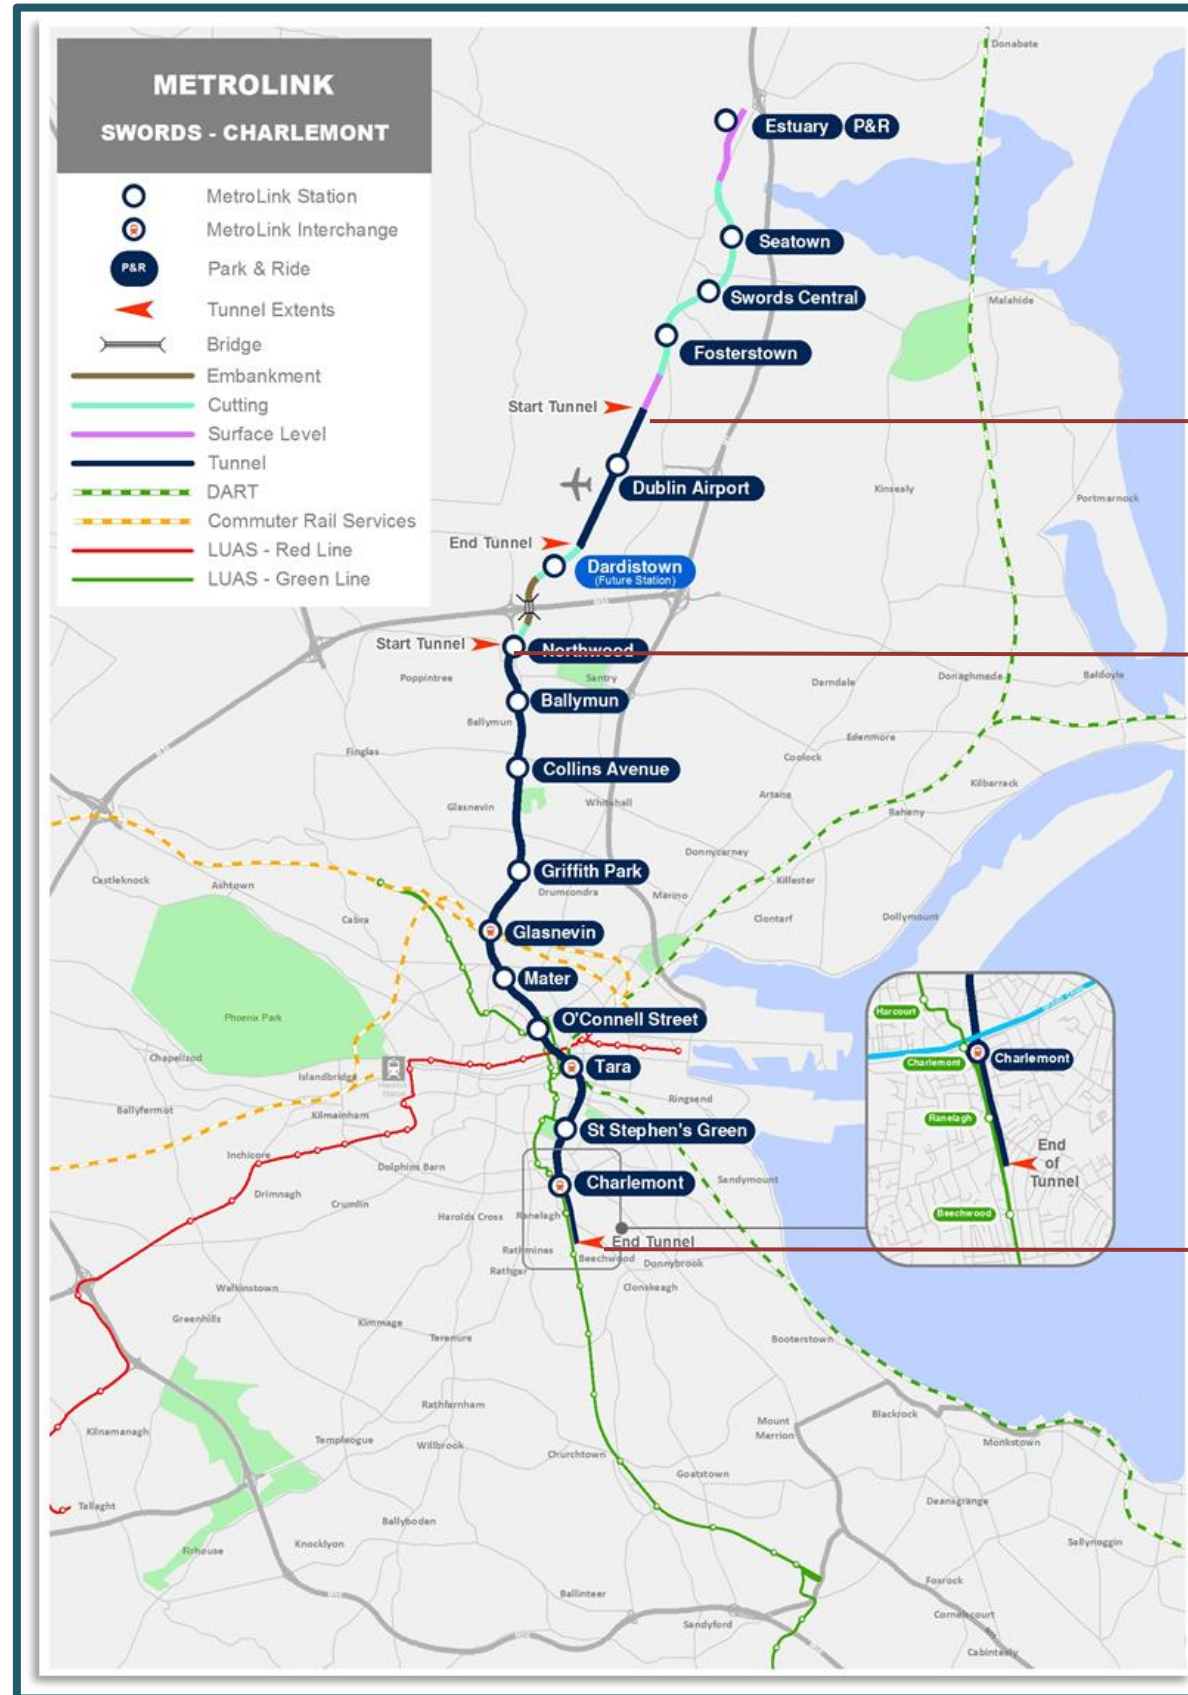 METROLINK
SWORDS - CHARLEMONT
MetroLink Station
MetroLink Interchange
P&R
Park & Ride
Tunnel Extents
Bridge
Embankment
Cutting
Surface Level
Tunnel
DART
Commuter Rail Services
LUAS - Red Line
LUAS - Green Line
Donabate
Estuary P&R
Seatown
Swords Central
Malahide
Fosterstown
Start Tunnel
Dublin Airport
Kinsealy
Portmarnock
End Tunnel
Dardistown
(Future Station)
Start Tunnel
Northwood
Poppintree
Santry
Darndale
Donaghmede
Baldoyle
Ballymun
Ballymun
Finglas
Edenmore
Coolock
Collins Avenue
Kilbarrack
Glasnevin
Whitehall
Artane
Raheny
Donnycarney
Castleknock
Ashtown
Griffith Park
Drumcondra
Marino
Killester
Cabra
Clontarf
Dollymount
Glasnevin
Mater
Phoenix Park
O'Connell Street
Chapelizod
Islandbridge
Heuston
Station
Tara
Ballyfermot
Kilmainham
Ringsend
St Stephen's Green
Inchicore
Dolphins Barn
Sandymount
Drimnagh
Crumlin
Charlemont
Harolds Cross
Ranelagh
End Tunnel
Rathmines
Beechwood
Donnybrook
Rathgar
Clonskeagh
Harcourt
Charlemont
Charlemont
Ranelagh
End
of
Tunnel
Beechwood
Walkinstown
Greenhills
Kimmage
Terenure
Booterstown
Rathfarnham
Kilnamanagh
Templeogue
Willbrook
Churchtown
Mount
Merrion
Blackrock
Monkstown
Goatstown
Tallaght
Deansgrange
Ballyboden
Firhouse
Knocklyon
Sallynoggin
Ballinteer
Foxrock
Sandyford
Cornelscourt
Cabinteely